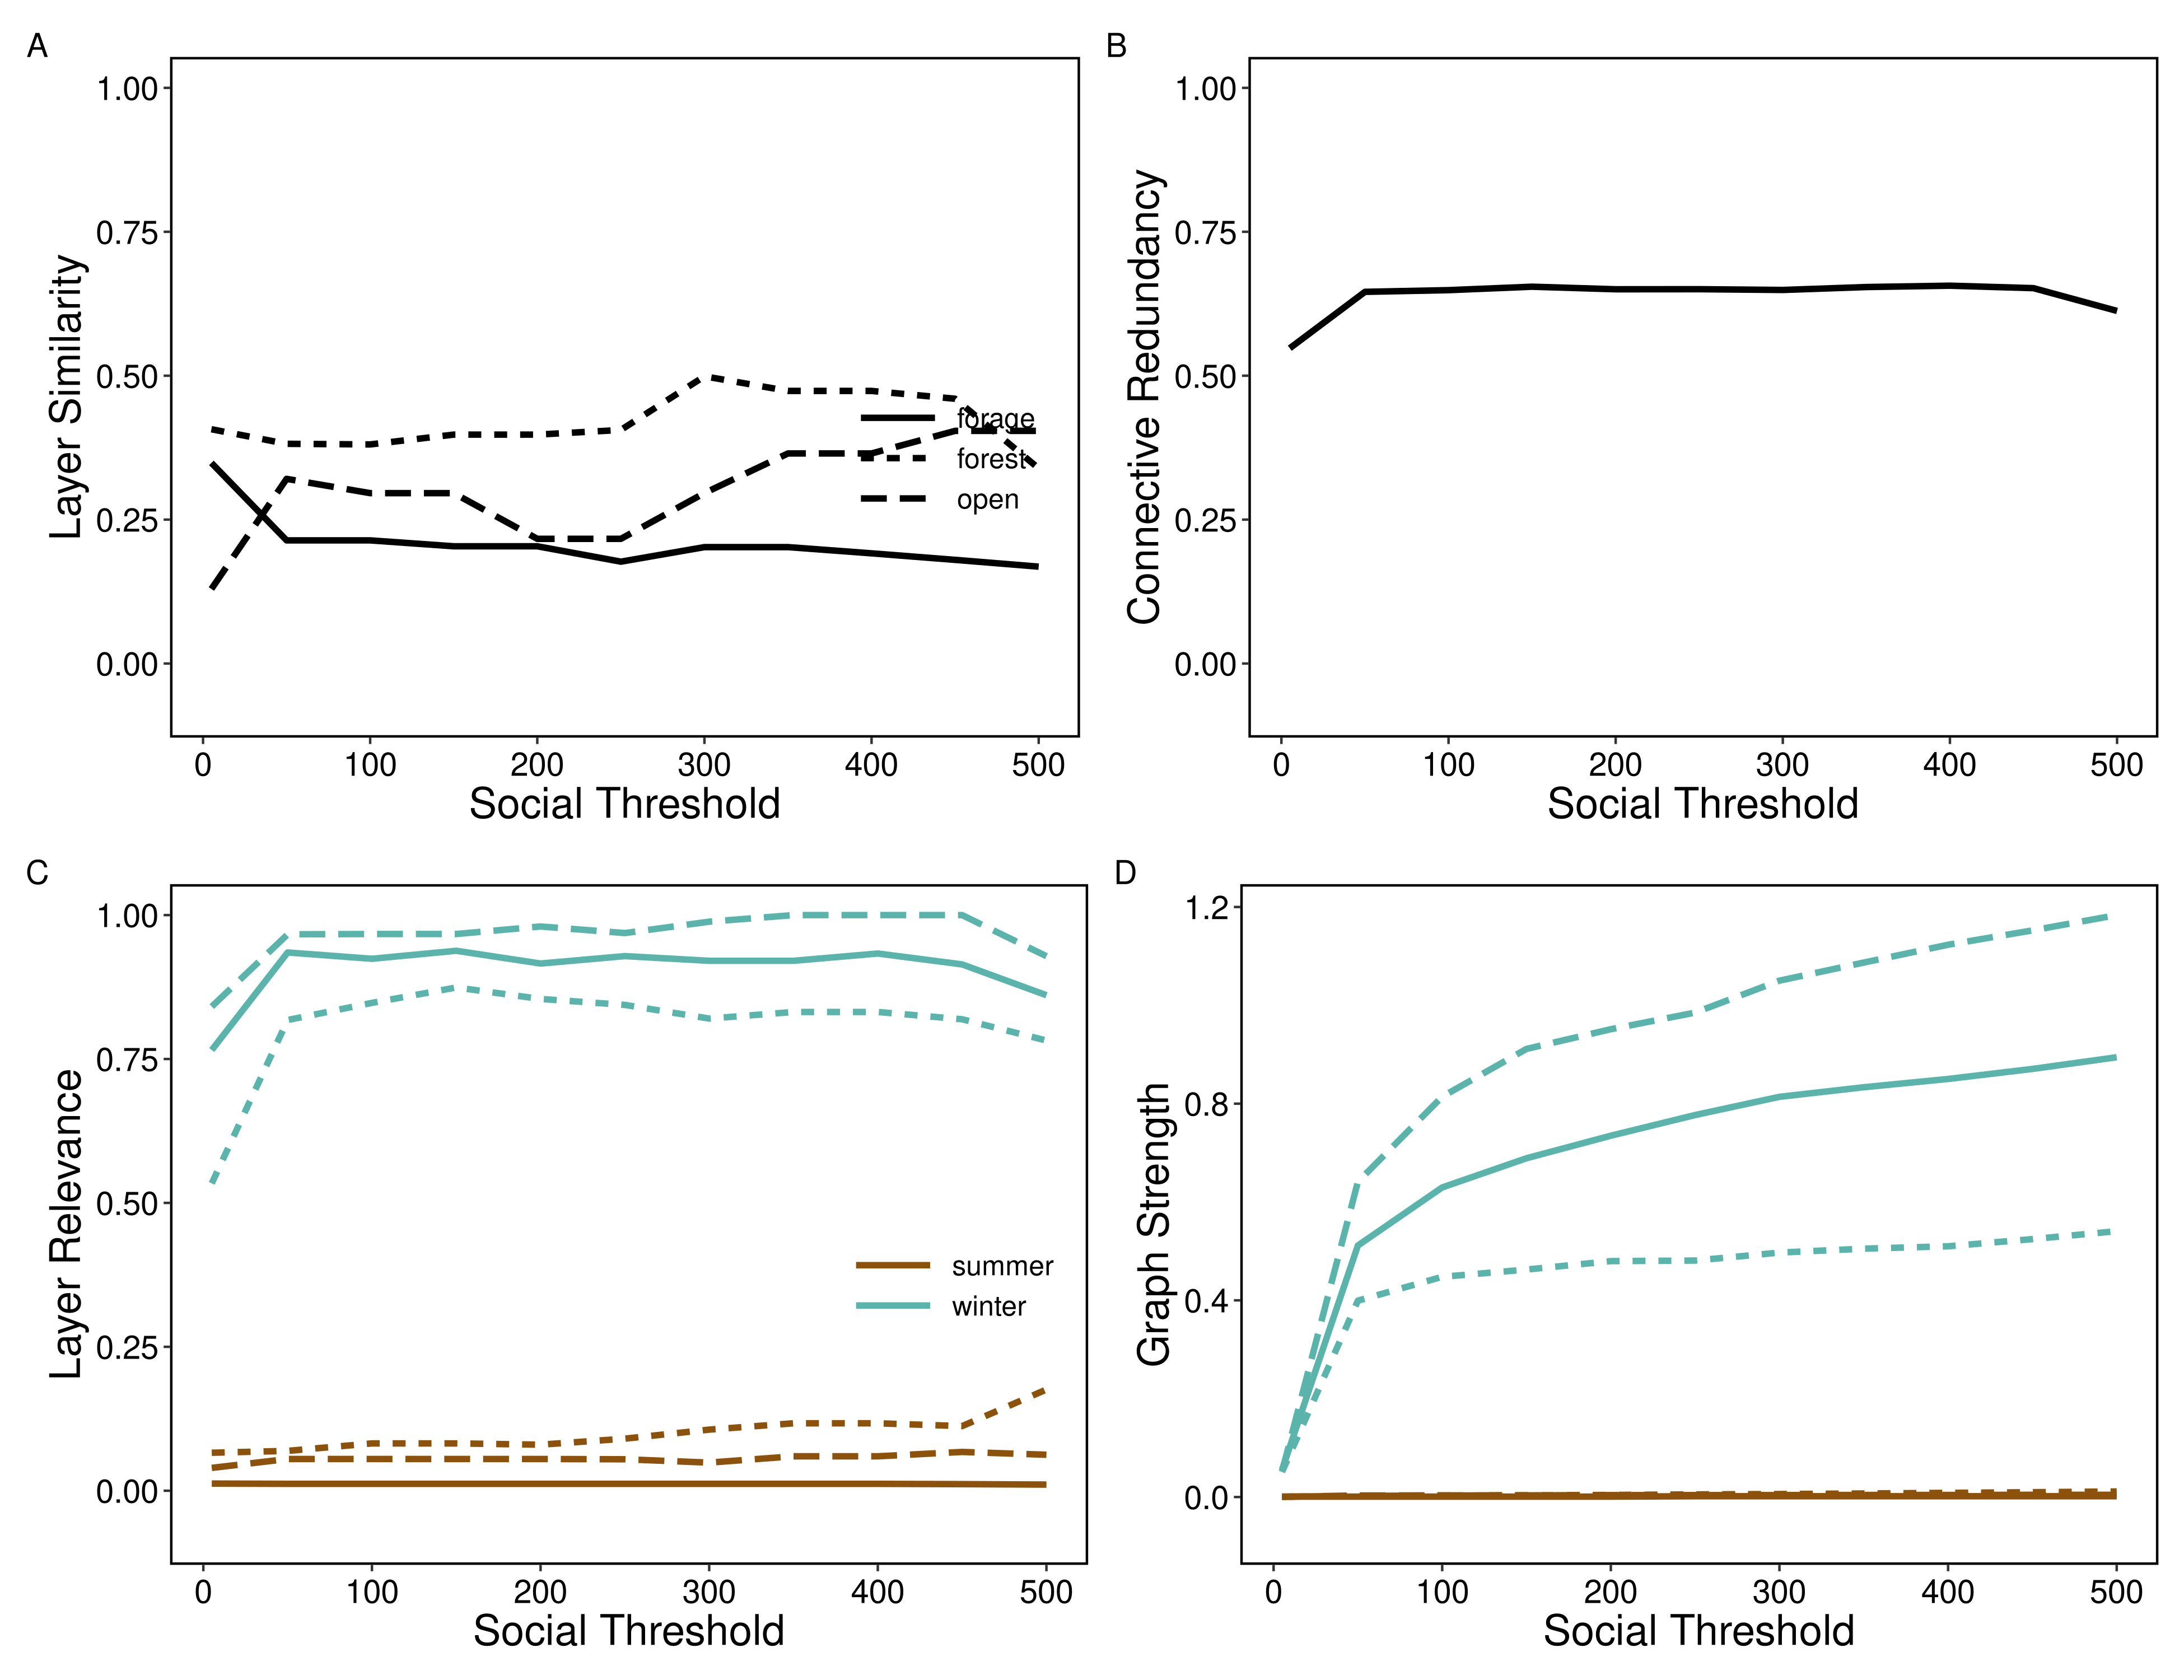 A
Layer Similarity
1.00
0.75
0.50
0.25
0.00
forage
forest
open
0 100 200 300 400 500
Social Threshold
B
Connective Redundancy
1.00
0.75
0.50
0.25
0.00
0 100 200 300 400 500
Social Threshold
C
Layer Relevance
1.00
0.75
0.50
0.25
0.00
summer
winter
0 100 200 300 400 500
Social Threshold
D
Graph Strength
1.2
0.8
0.4
0.0
0 100 200 300 400 500
Social Threshold